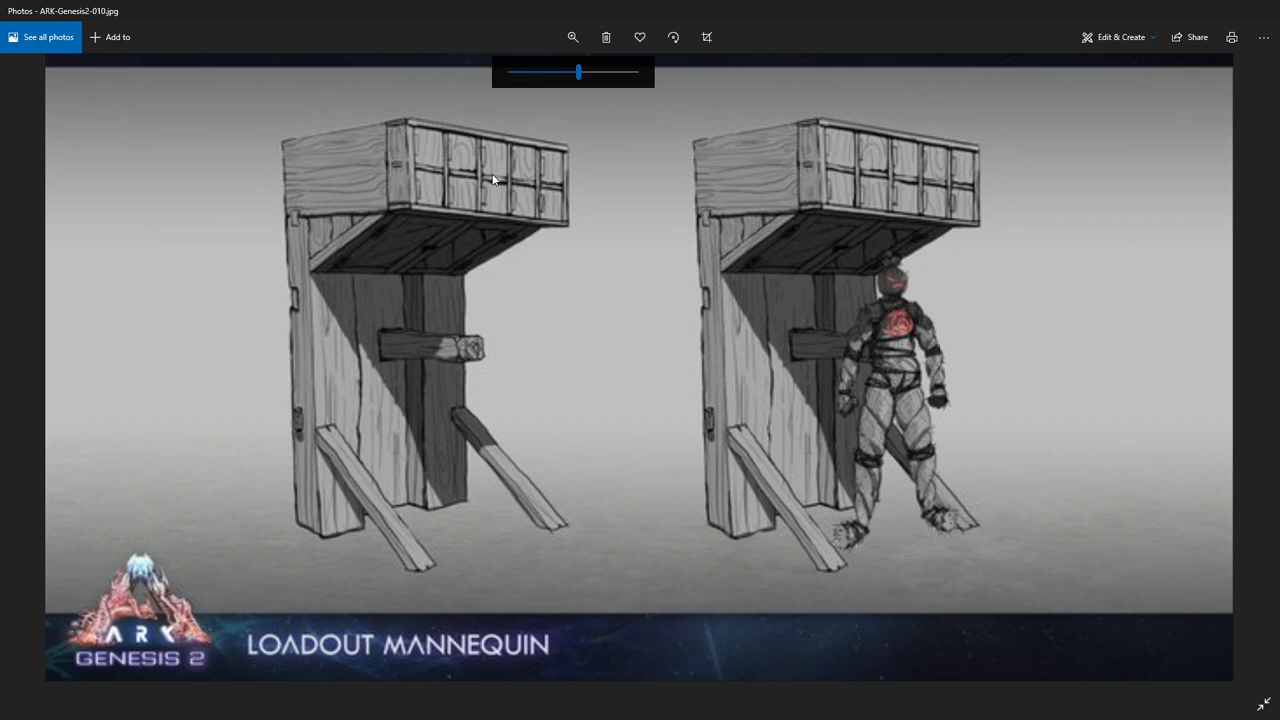 Photos - ARK-Genesis2-010.jpg
See all photos
Add to
Edit & Create
Share
ARK
GENESIS 2
LOADOUT MANNEQUIN